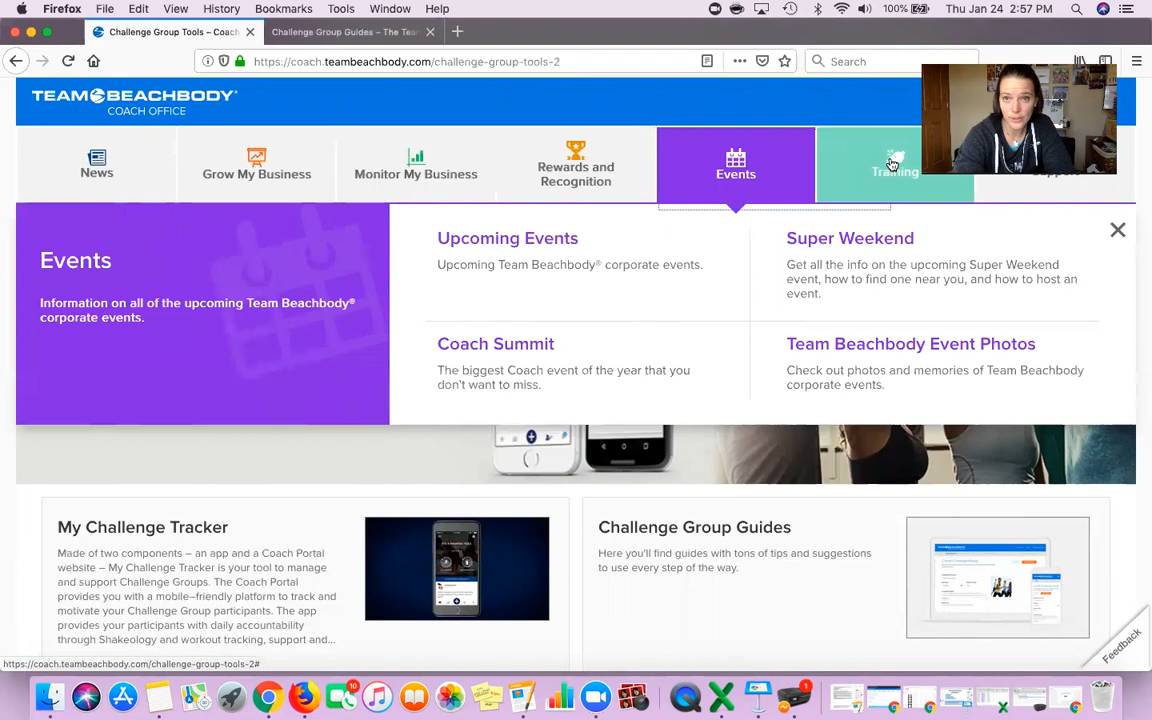 Firefox File Edit View History Bookmarks Tools Window Help 100% Thu Jan 24 2:57 PM
Challenge Group Tools – Coach Challenge Group Guides – The Tea
https://coach.teambeachbody.com/challenge-group-tools-2 Search
TEAM BEACHBODY®
COACH OFFICE
News
Grow My Business
Monitor My Business
Rewards and
Recognition
Events
Training
Events
Information on all of the upcoming Team Beachbody®
corporate events.
Upcoming Events
Upcoming Team Beachbody® corporate events.
Super Weekend
Get all the info on the upcoming Super Weekend
event, how to find one near you, and how to host an
event.
Coach Summit
The biggest Coach event of the year that you
don't want to miss.
Team Beachbody Event Photos
Check out photos and memories of Team Beachbody
corporate events.
My Challenge Tracker
Made of two components – an app and a Coach Portal
website – My Challenge Tracker is your tool to manage
and support Challenge Groups. The Coach Portal
provides you with a mobile–friendly platform to track and
motivate your Challenge Group participants. The app
provides your participants with daily accountability
through Shakeology and workout tracking, support and...
Challenge Group Guides
Here you'll find guides with tons of tips and suggestions
to use every step of the way.
Feedback
https://coach.teambeachbody.com/challenge-group-tools-2#
10
1